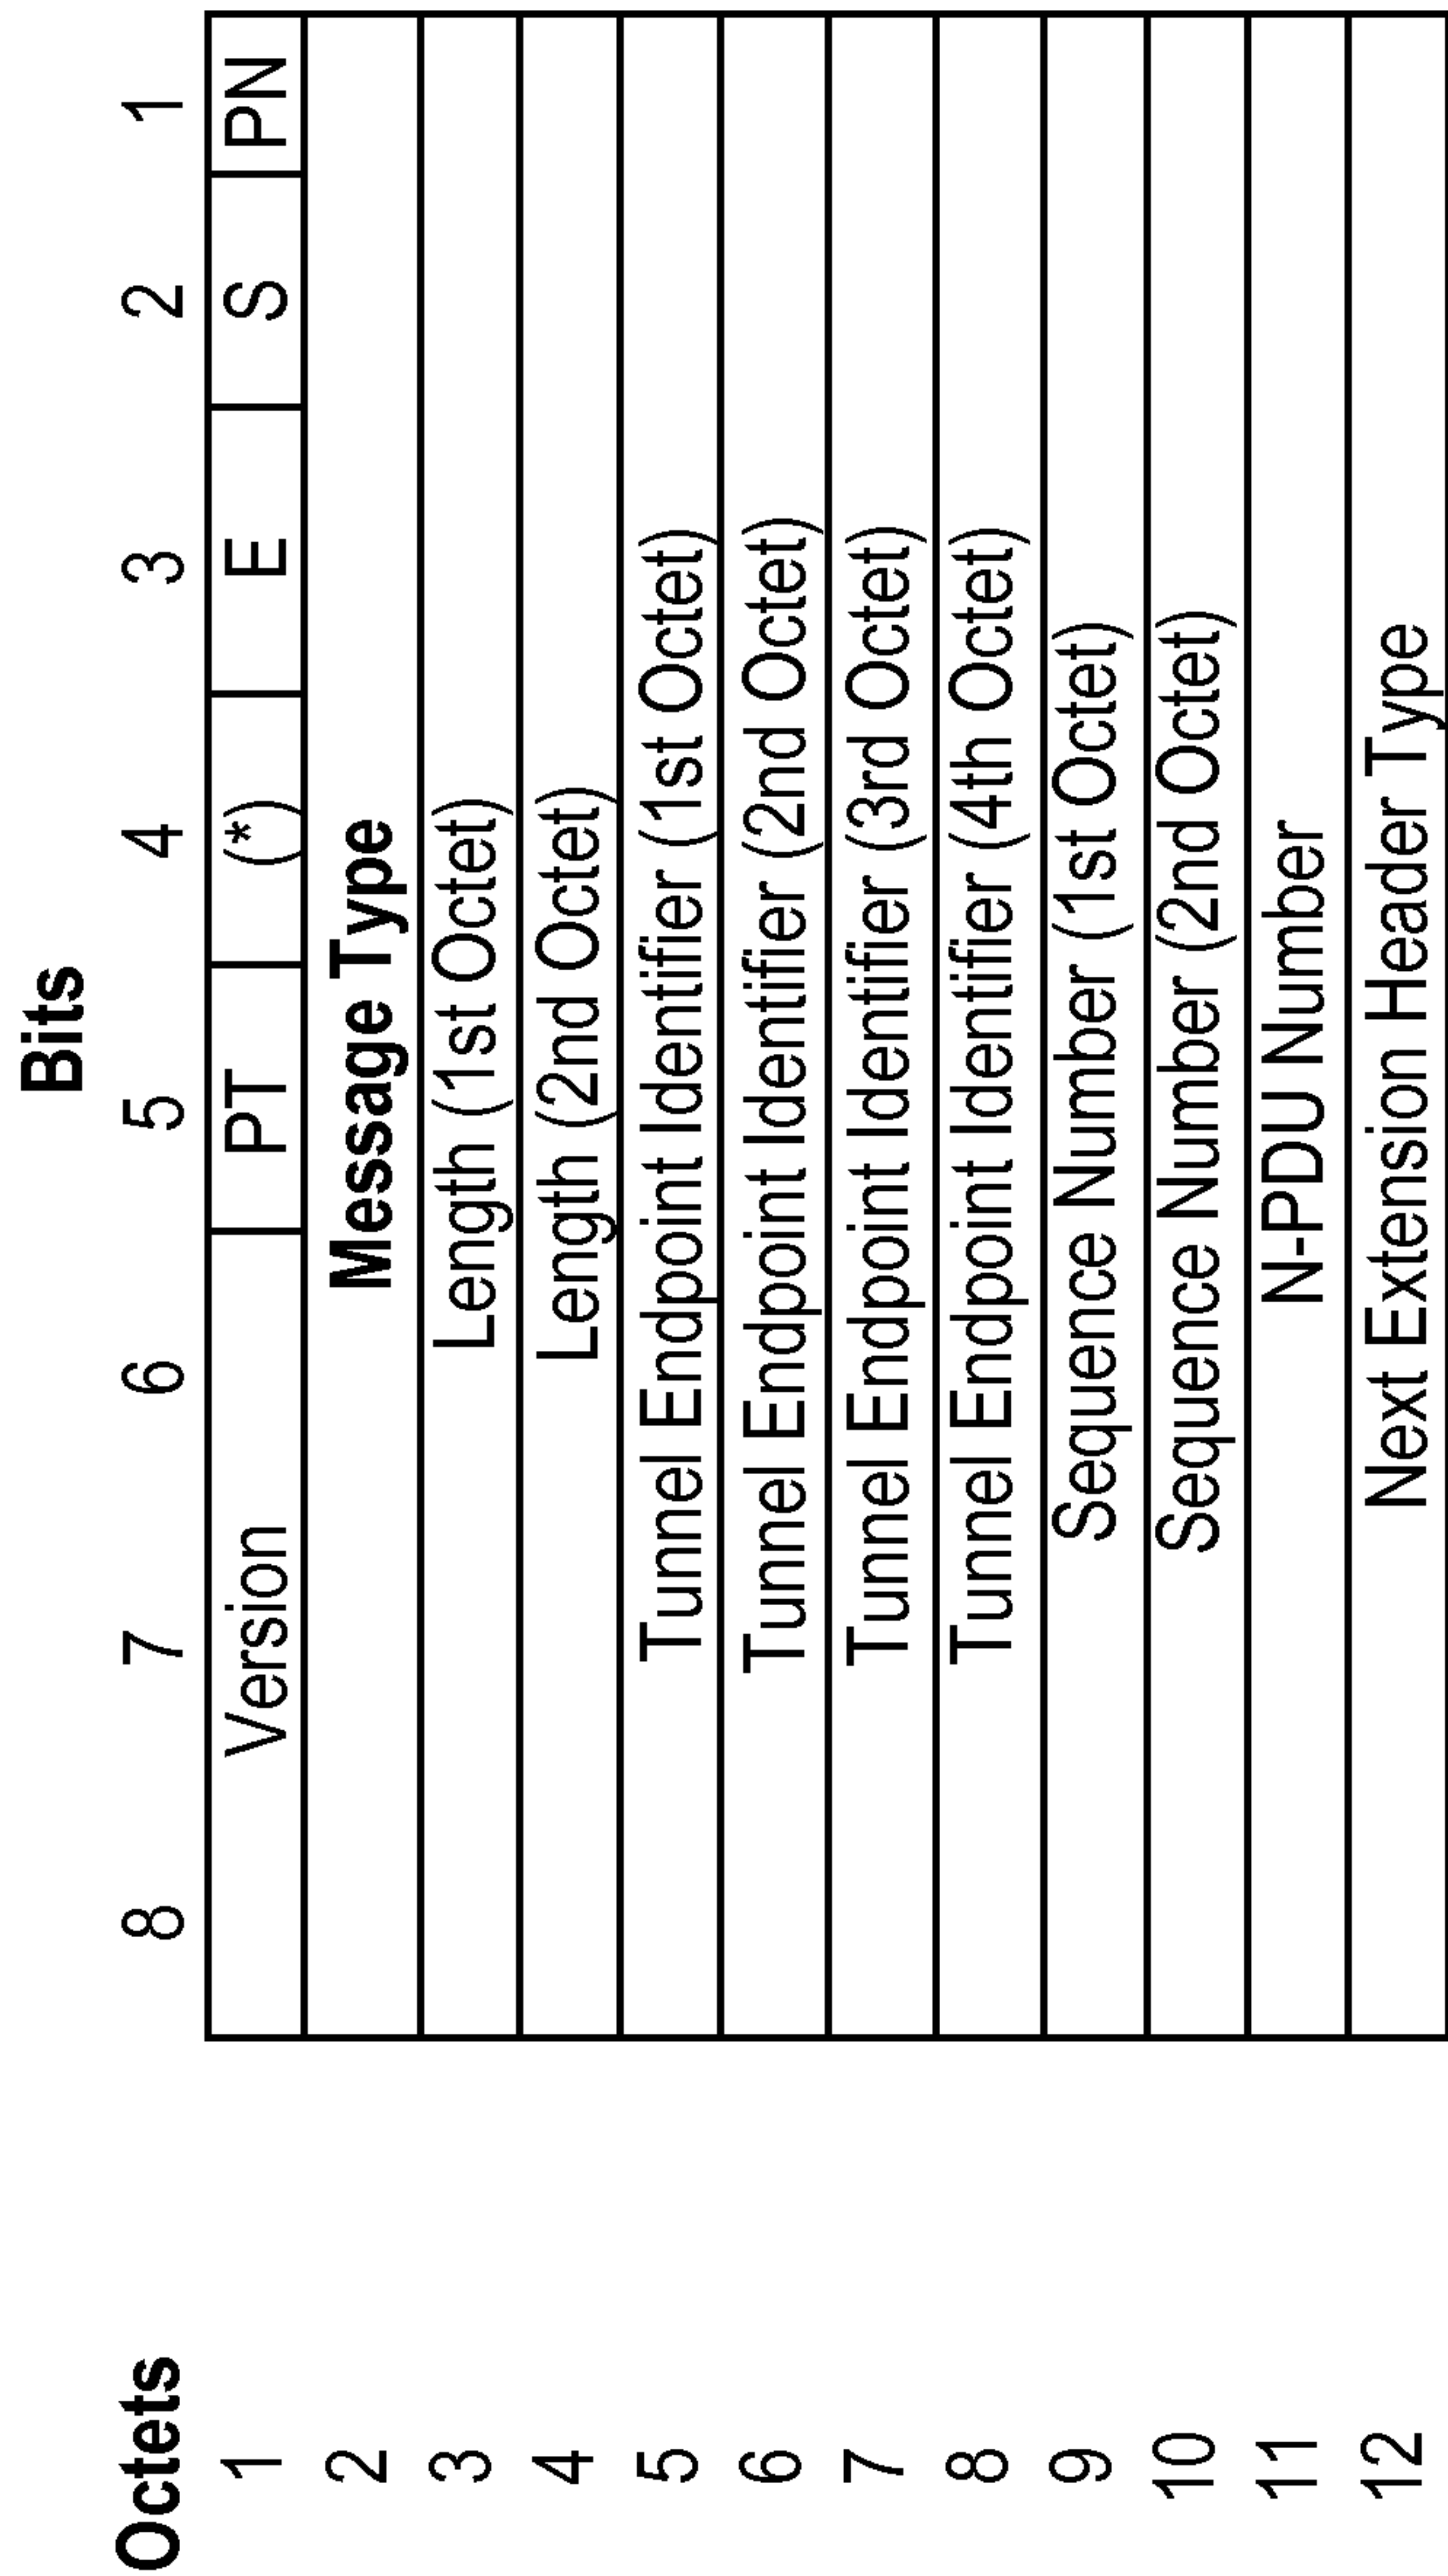 Bits
Octets 8 7 6 5 4 3 2 1
1 Version PT (*) E S PN
2 Message Type
3 Length (1st Octet)
4 Length (2nd Octet)
5 Tunnel Endpoint Identifier (1st Octet)
6 Tunnel Endpoint Identifier (2nd Octet)
7 Tunnel Endpoint Identifier (3rd Octet)
8 Tunnel Endpoint Identifier (4th Octet)
9 Sequence Number (1st Octet)
10 Sequence Number (2nd Octet)
11 N-PDU Number
12 Next Extension Header Type